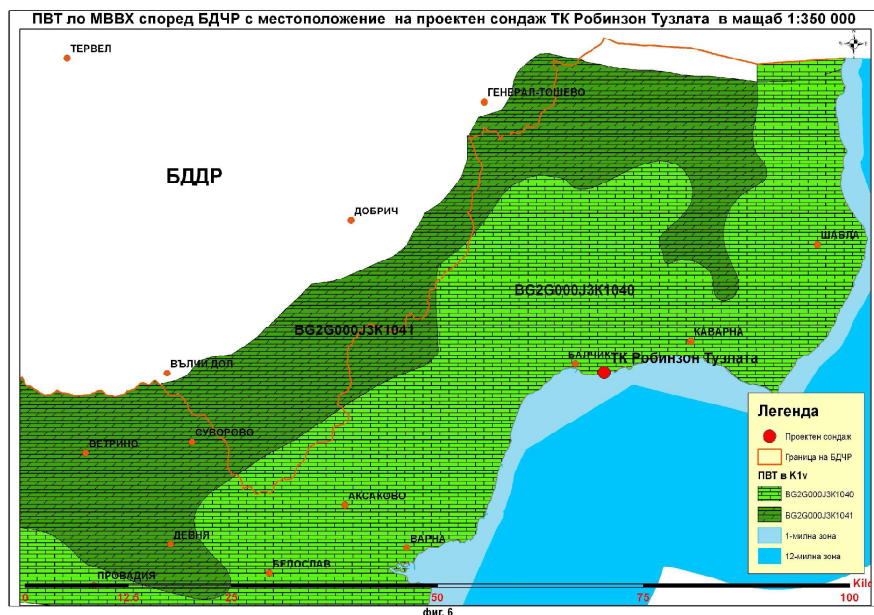 ПВТ ло МВВХ според БДЧР с местоположение на проектен сондаж ТК Робинзон Тузлата в мащаб 1:350 000
ТЕРВЕЛ
ГЕНЕРАЛ-ТОШЕВО
БДДР
ДОБРИЧ
ШАБЛА
BG2G000J3K1040
BG2G000J3K1041
КАВАРНА
БАЛЧИК
ТК Робинзон Тузлата
ВЪЛЧИ ДОЛ
Легенда
Проектен сондаж
Граница на БДЧР
ПВТ в K1v
BG2G000J3K1040
BG2G000J3K1041
1-милна зона
12-милна зона
СУВОРОВО
ВЕТРИНО
АКСАКОВО
ДЕВНЯ
ВАРНА
БЕЛОСЛАВ
ПРОВАДИЯ
0 12.5 25 50 75 100 Kilo
фиг. 6